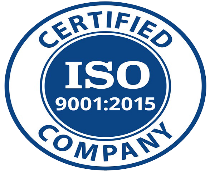 CERTIFIED
ISO
9001:2015
COMPANY